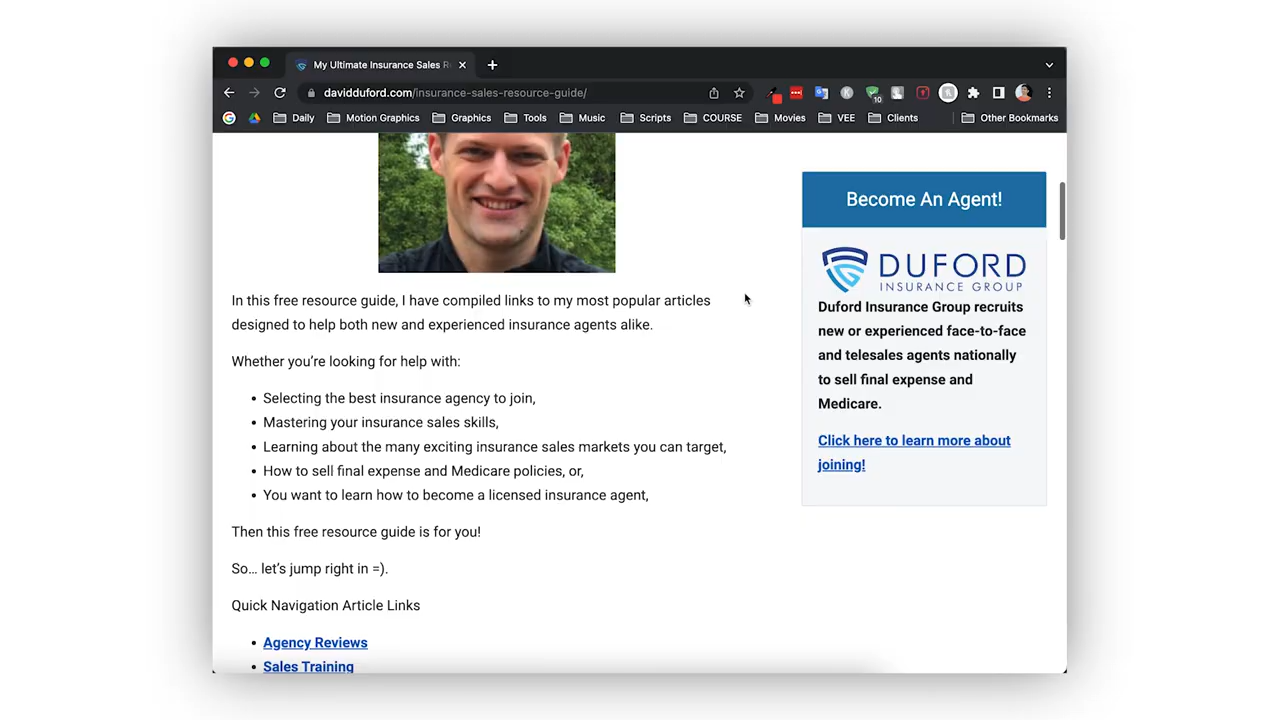 My Ultimate Insurance Sales R
davidduford.com/insurance-sales-resource-guide/
10
Daily
Motion Graphics
Graphics
Tools
Music
Scripts
COURSE
Movies
VEE
Clients
Other Bookmarks
In this free resource guide, I have compiled links to my most popular articles
designed to help both new and experienced insurance agents alike.
Whether you’re looking for help with:
• Selecting the best insurance agency to join,
• Mastering your insurance sales skills,
• Learning about the many exciting insurance sales markets you can target,
• How to sell final expense and Medicare policies, or,
• You want to learn how to become a licensed insurance agent,
Then this free resource guide is for you!
So… let’s jump right in =).
Quick Navigation Article Links
• Agency Reviews
• Sales Training
Become An Agent!
DUFORD
INSURANCE GROUP
Duford Insurance Group recruits
new or experienced face-to-face
and telesales agents nationally
to sell final expense and
Medicare.
Click here to learn more about
joining!